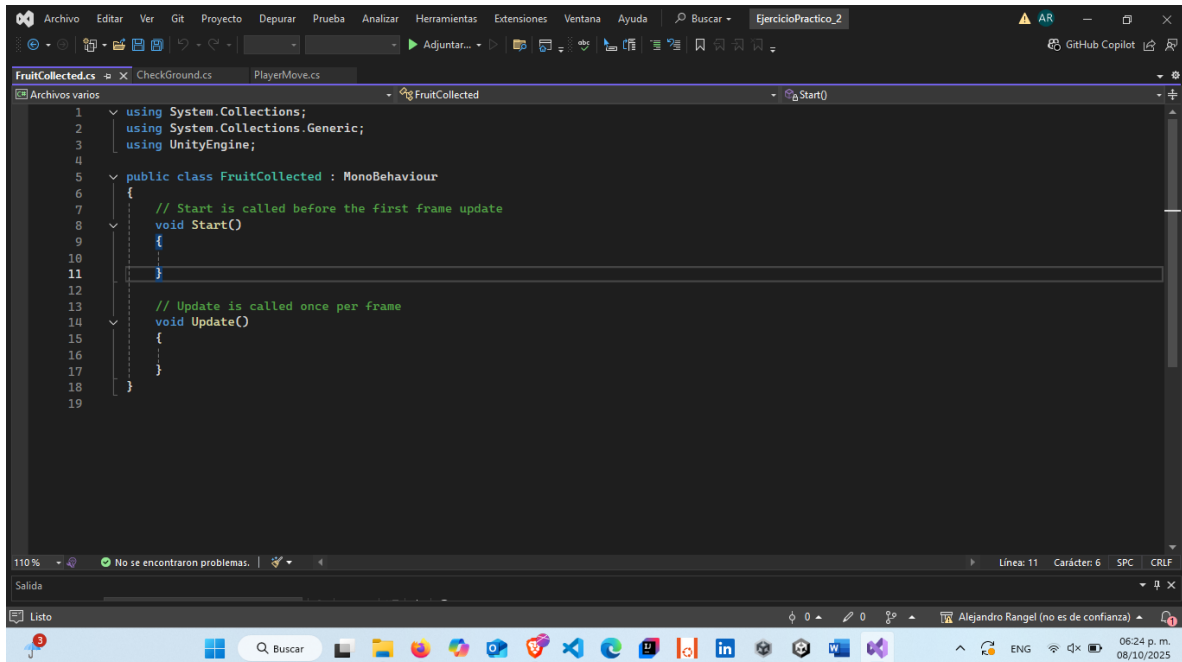 Archivo Editar Ver Git Proyecto Depurar Prueba Analizar Herramientas Extensiones Ventana Ayuda Buscar EjercicioPractico_2 AR
Adjuntar... GitHub Copilot
FruitCollected.cs CheckGround.cs PlayerMove.cs
C# Archivos varios FruitCollected Start()
1 using System.Collections;
2 using System.Collections.Generic;
3 using UnityEngine;
4
5 public class FruitCollected : MonoBehaviour
6 {
7 // Start is called before the first frame update
8 void Start()
9 {
10
11 }
12
13 // Update is called once per frame
14 void Update()
15 {
16
17 }
18 }
19
110 % No se encontraron problemas. Línea: 11 Carácter: 6 SPC CRLF
Salida
Listo 0 0 Alejandro Rangel (no es de confianza) 1
3 Buscar in W ENG 06:24 p. m.
08/10/2025